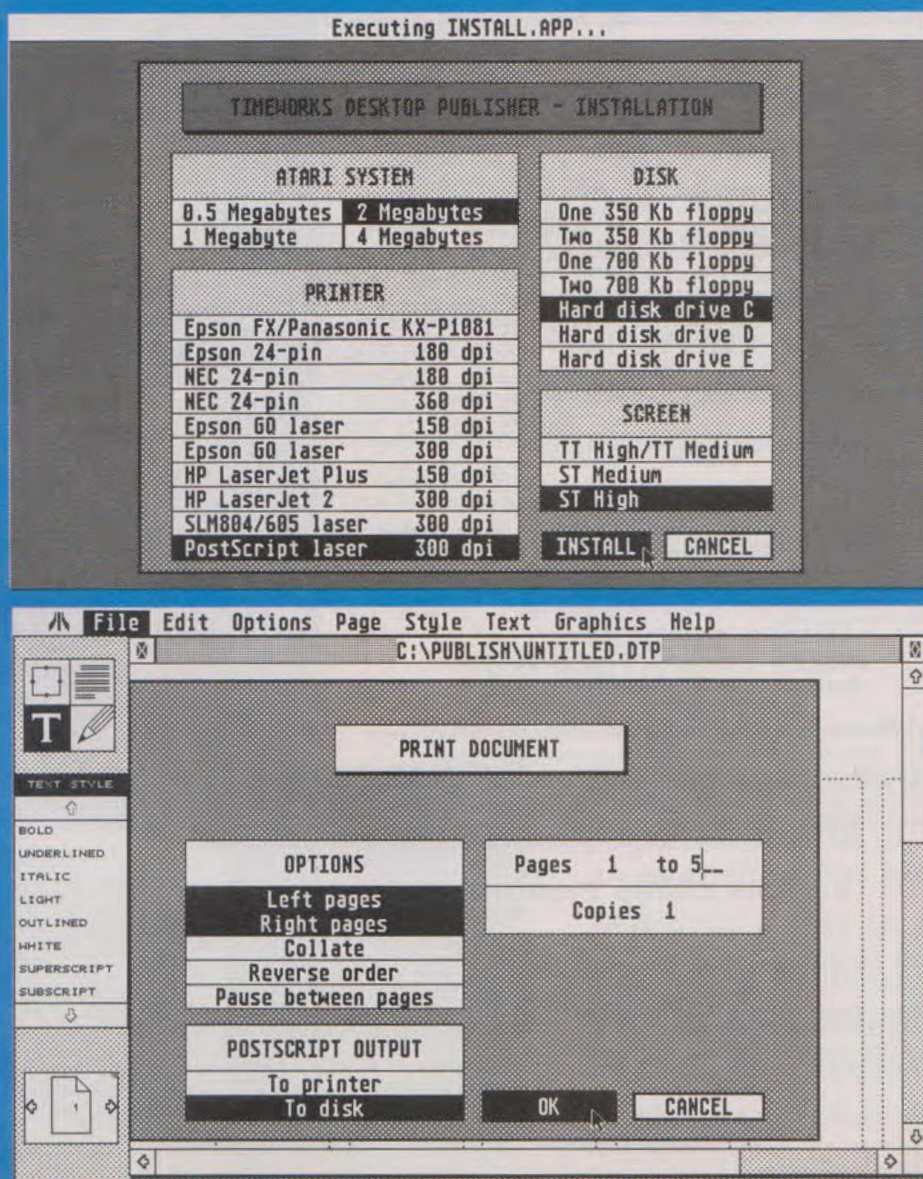 Executing INSTALL.APP...
TIMEWORKS DESKTOP PUBLISHER - INSTALLATION
ATARI SYSTEM
0.5 Megabytes 2 Megabytes
1 Megabyte 4 Megabytes
PRINTER
Epson FX/Panasonic KX-P1081
Epson 24-pin 180 dpi
NEC 24-pin 180 dpi
NEC 24-pin 360 dpi
Epson GQ laser 150 dpi
Epson GQ laser 300 dpi
HP LaserJet Plus 150 dpi
HP LaserJet 2 300 dpi
SLM804/605 laser 300 dpi
PostScript laser 300 dpi
DISK
One 350 Kb floppy
Two 350 Kb floppy
One 700 Kb floppy
Two 700 Kb floppy
Hard disk drive C
Hard disk drive D
Hard disk drive E
SCREEN
TT High/TT Medium
ST Medium
ST High
INSTALL CANCEL
File Edit Options Page Style Text Graphics Help
C:\PUBLISH\UNTITLED.DTP
T
TEXT STYLE
BOLD
UNDERLINED
ITALIC
LIGHT
OUTLINED
WHITE
SUPERSCRIPT
SUBSCRIPT
1
PRINT DOCUMENT
OPTIONS
Left pages
Right pages
Collate
Reverse order
Pause between pages
POSTSCRIPT OUTPUT
To printer
To disk
Pages 1 to 5__
Copies 1
OK CANCEL